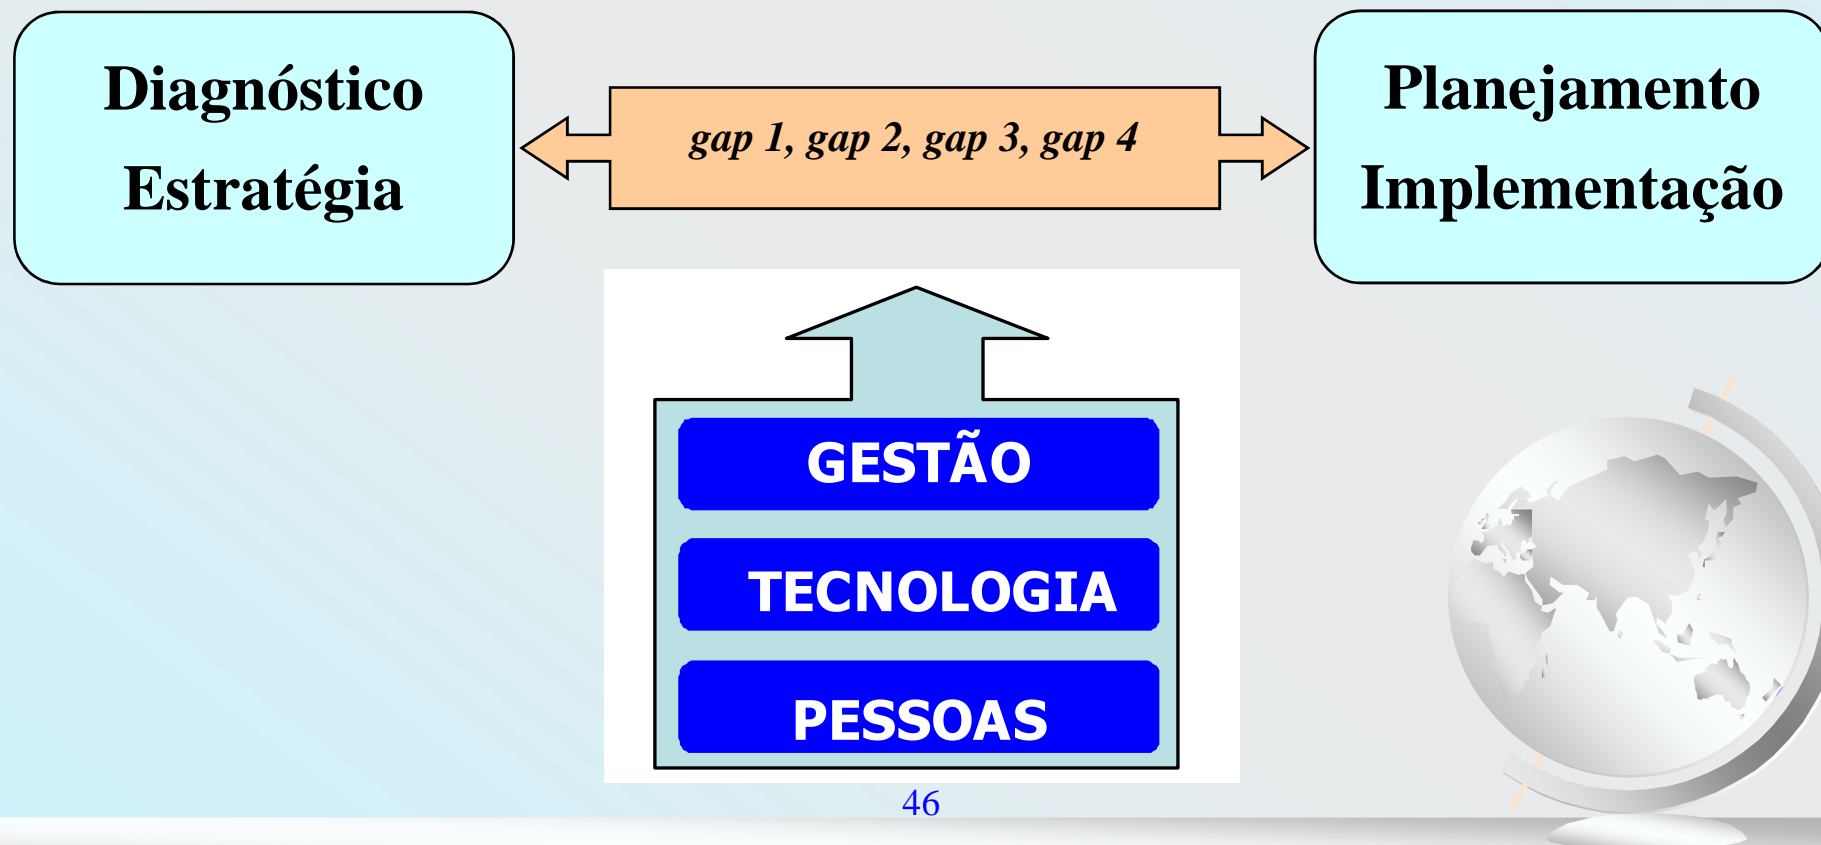 Diagnóstico
Estratégia
gap 1, gap 2, gap 3, gap 4
Planejamento
Implementação
GESTÃO
TECNOLOGIA
PESSOAS
46